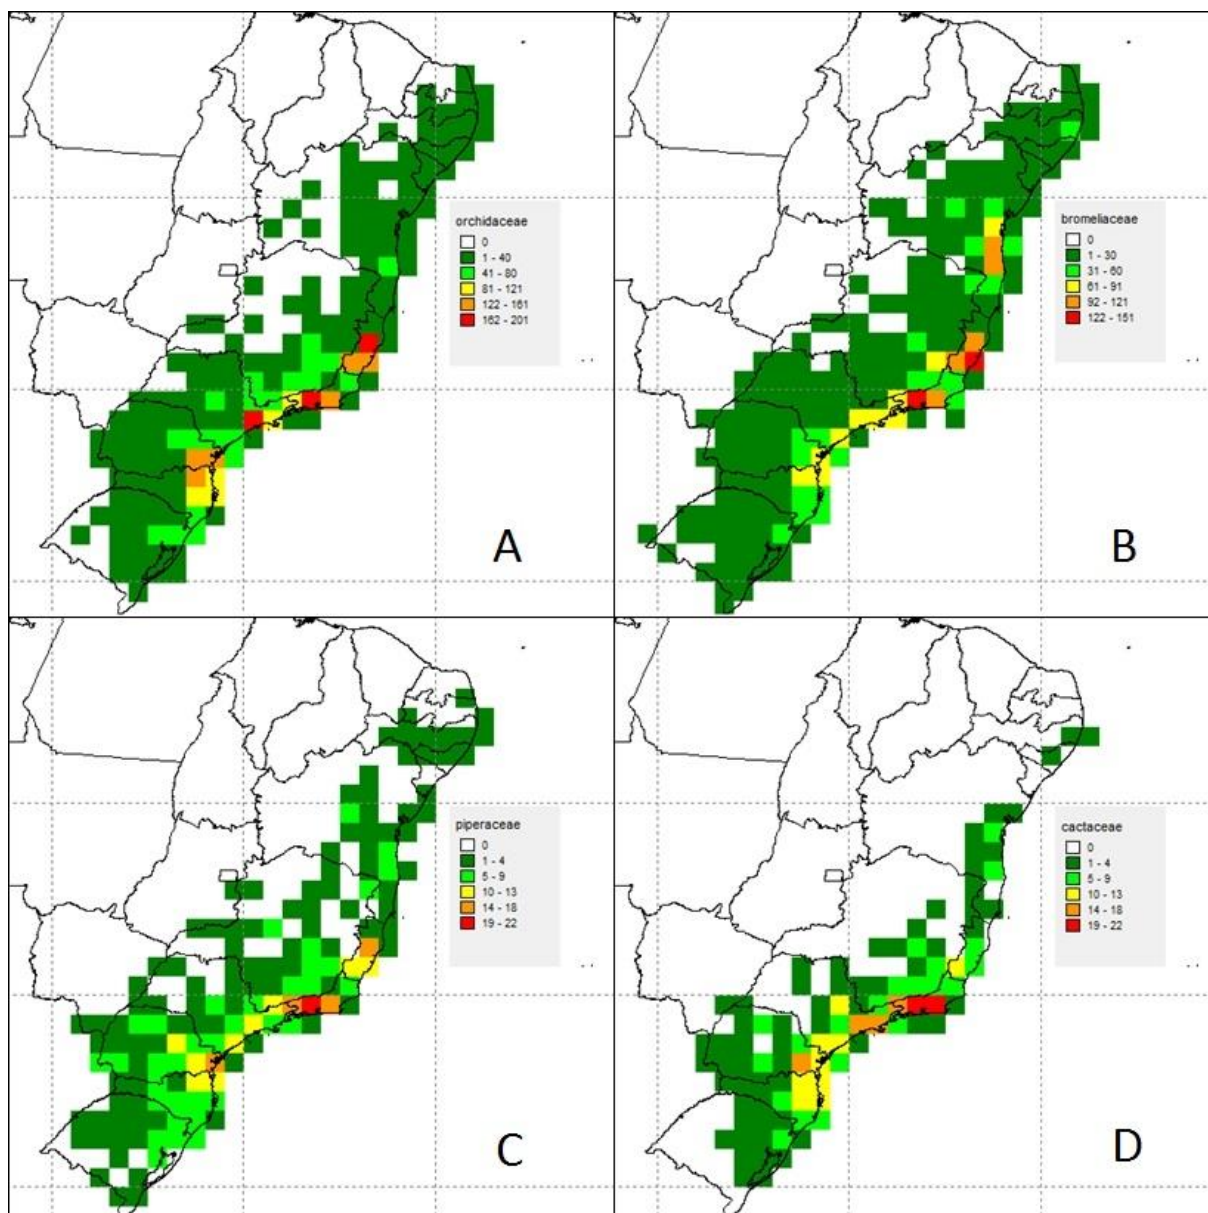 orchidaceae
0
1 - 40
41 - 80
81 - 121
122 - 161
162 - 201
A
bromeliaceae
0
1 - 30
31 - 60
61 - 91
92 - 121
122 - 151
B
piperaceae
0
1 - 4
5 - 9
10 - 13
14 - 18
19 - 22
C
cactaceae
0
1 - 4
5 - 9
10 - 13
14 - 18
19 - 22
D